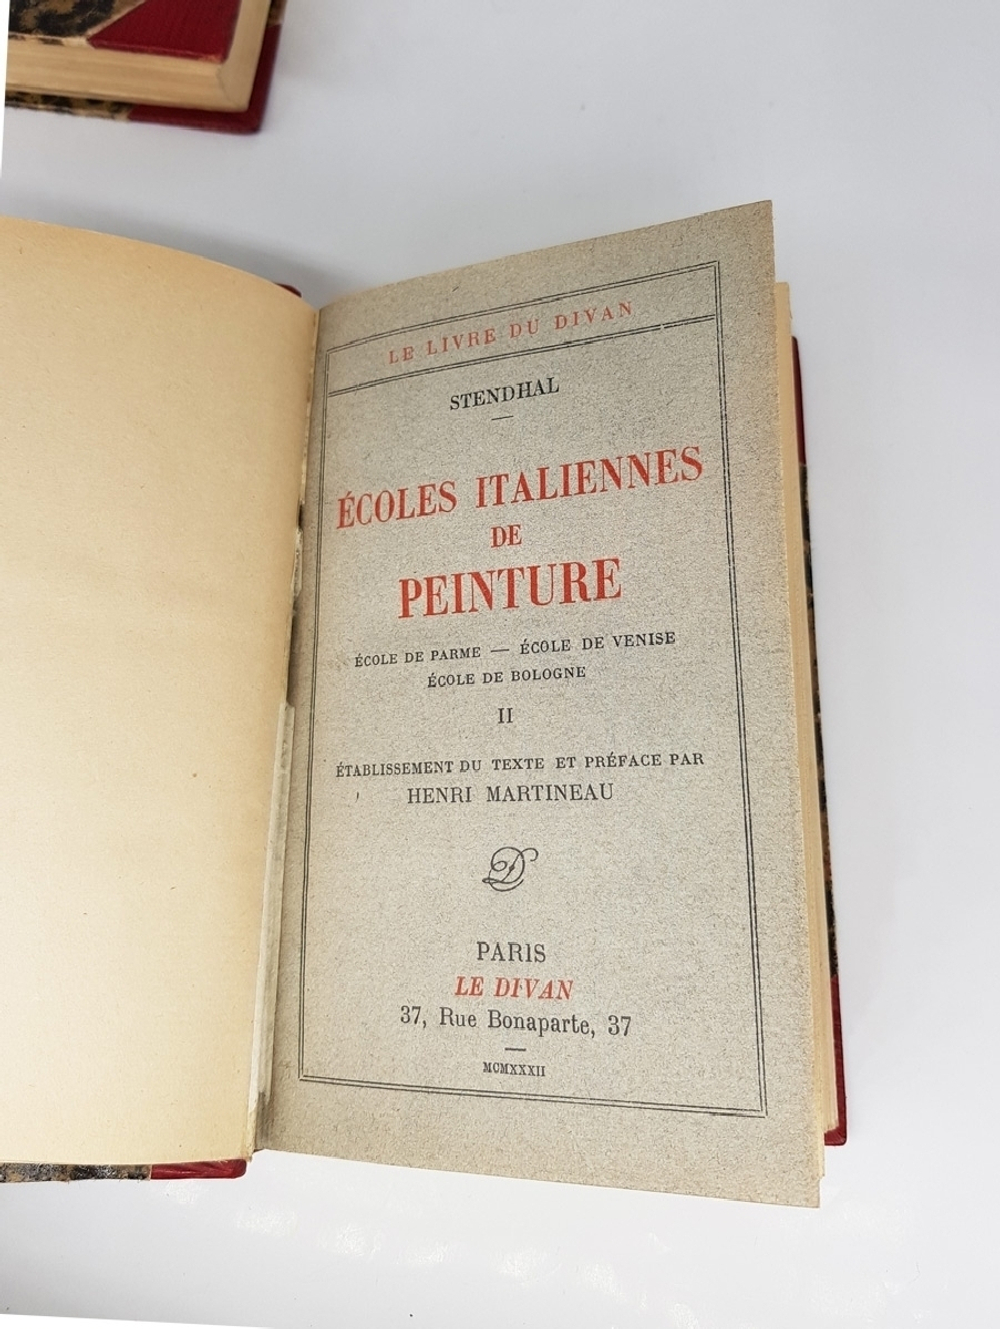 LE LIVRE DU DIVAN
STENDHAL
ÉCOLES ITALIENNES
DE
PEINTURE
ÉCOLE DE PARME — ÉCOLE DE VENISE
ÉCOLE DE BOLOGNE
II
ÉTABLISSEMENT DU TEXTE ET PRÉFACE PAR
HENRI MARTINEAU
D
PARIS
LE DIVAN
37, Rue Bonaparte, 37
MCMXXXII